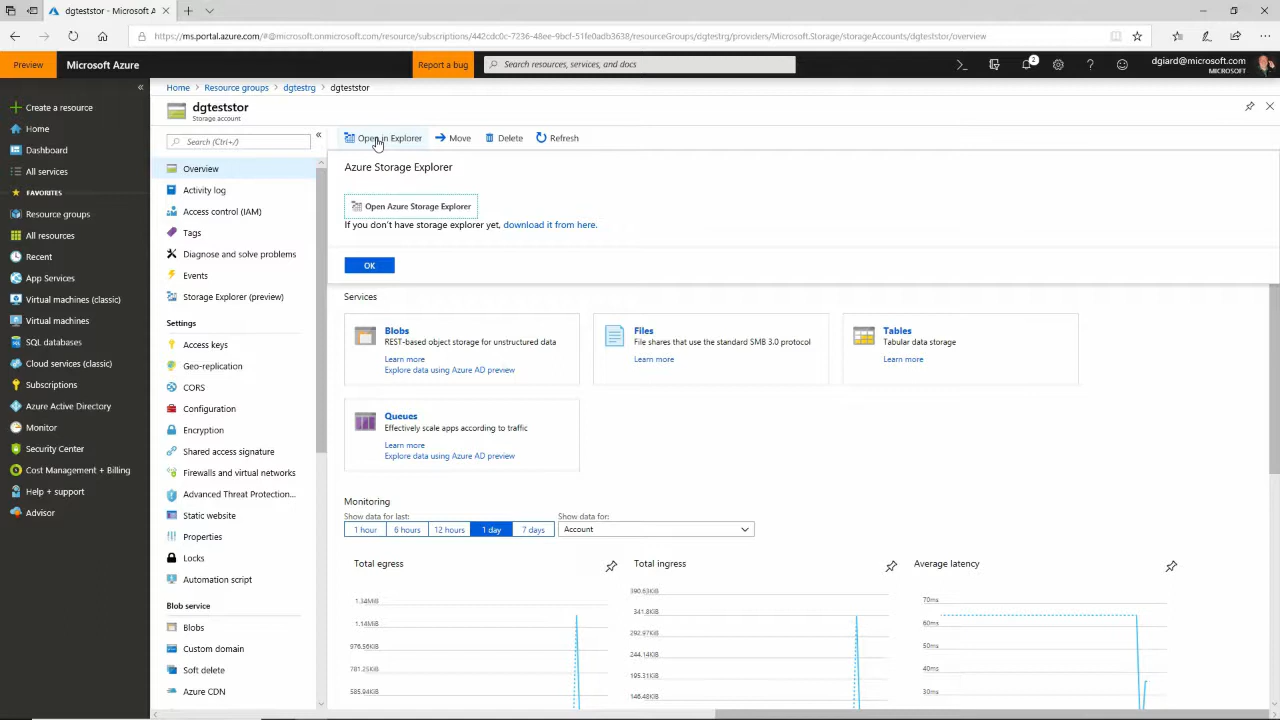 dgteststor - Microsoft A
https://ms.portal.azure.com/#@microsoft.onmicrosoft.com/resource/subscriptions/442cdc0c-7236-48ee-9bcf-51fe0adb3638/resourceGroups/dgtestrg/providers/Microsoft.Storage/storageAccounts/dgteststor/overview
Preview
Microsoft Azure
Report a bug
Search resources, services, and docs
2
dgiard@microsoft.com
MICROSOFT
Create a resource
Home
Dashboard
All services
FAVORITES
Resource groups
All resources
Recent
App Services
Virtual machines (classic)
Virtual machines
SQL databases
Cloud services (classic)
Subscriptions
Azure Active Directory
Monitor
Security Center
Cost Management + Billing
Help + support
Advisor
Home
Resource groups
dgtestrg
dgteststor
dgteststor
Storage account
Search (Ctrl+/)
Overview
Activity log
Access control (IAM)
Tags
Diagnose and solve problems
Events
Storage Explorer (preview)
Settings
Access keys
Geo-replication
CORS
Configuration
Encryption
Shared access signature
Firewalls and virtual networks
Advanced Threat Protection...
Static website
Properties
Locks
Automation script
Blob service
Blobs
Custom domain
Soft delete
Azure CDN
Open in Explorer
Move
Delete
Refresh
Azure Storage Explorer
Open Azure Storage Explorer
If you don't have storage explorer yet, download it from here.
OK
Services
Blobs
REST-based object storage for unstructured data
Learn more
Explore data using Azure AD preview
Files
File shares that use the standard SMB 3.0 protocol
Learn more
Tables
Tabular data storage
Learn more
Queues
Effectively scale apps according to traffic
Learn more
Explore data using Azure AD preview
Monitoring
Show data for last:
1 hour
6 hours
12 hours
1 day
7 days
Show data for:
Account
Total egress
1.34MiB
1.14MiB
976.56KiB
781.25KiB
585.94KiB
Total ingress
390.63KiB
341.8KiB
292.97KiB
244.14KiB
195.31KiB
146.48KiB
Average latency
70ms
60ms
50ms
40ms
30ms